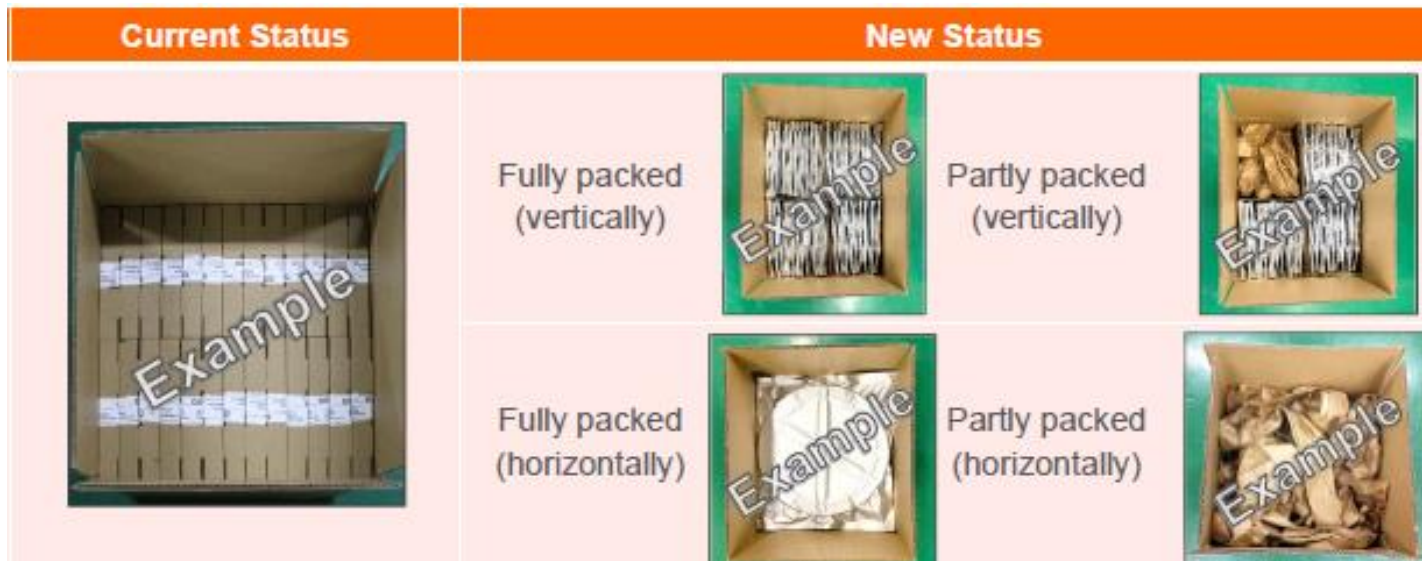 Current Status
New Status
Example
Fully packed
(vertically)
Example
Partly packed
(vertically)
Example
Fully packed
(horizontally)
Example
Partly packed
(horizontally)
Example